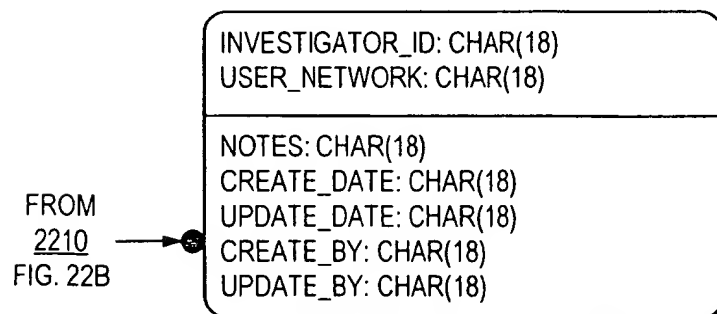 INVESTIGATOR_ID: CHAR(18)
USER_NETWORK: CHAR(18)
NOTES: CHAR(18)
CREATE_DATE: CHAR(18)
UPDATE_DATE: CHAR(18)
CREATE_BY: CHAR(18)
UPDATE_BY: CHAR(18)
FROM
2210
FIG. 22B